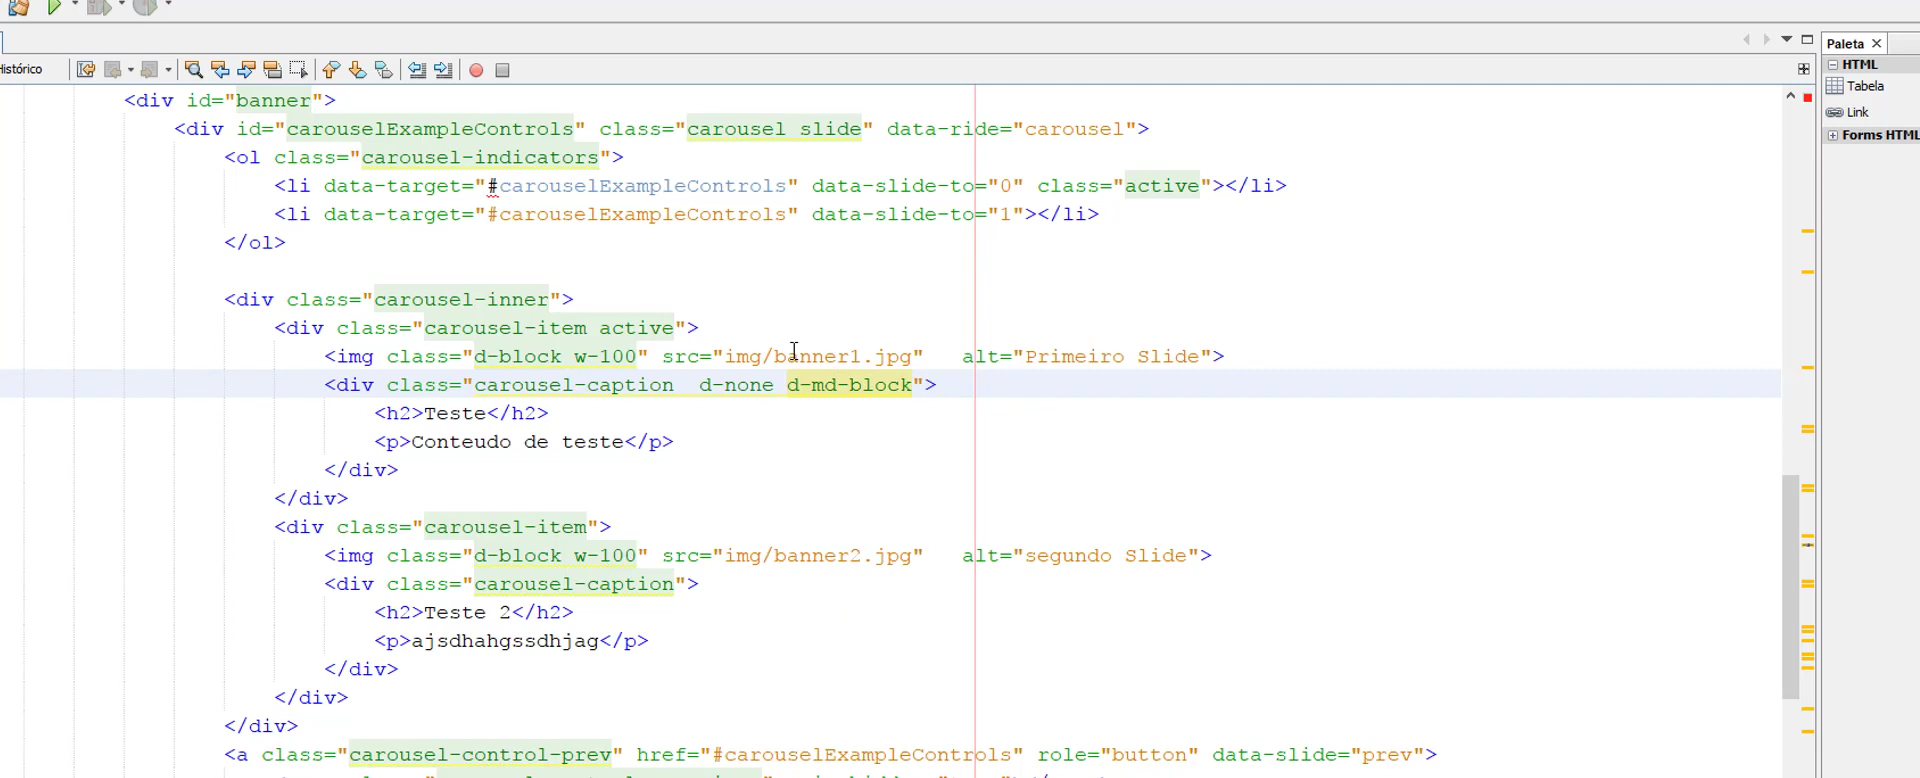 Paleta
istórico
HTML
Tabela
Link
Forms HTML
<div id="banner">
<div id="carouselExampleControls" class="carousel slide" data-ride="carousel">
<ol class="carousel-indicators">
<li data-target="#carouselExampleControls" data-slide-to="0" class="active"></li>
<li data-target="#carouselExampleControls" data-slide-to="1"></li>
</ol>
<div class="carousel-inner">
<div class="carousel-item active">
<img class="d-block w-100" src="img/banner1.jpg"   alt="Primeiro Slide">
<div class="carousel-caption  d-none d-md-block">
<h2>Teste</h2>
<p>Conteudo de teste</p>
</div>
</div>
<div class="carousel-item">
<img class="d-block w-100" src="img/banner2.jpg"   alt="segundo Slide">
<div class="carousel-caption">
<h2>Teste 2</h2>
<p>ajsdhahgssdhjag</p>
</div>
</div>
</div>
<a class="carousel-control-prev" href="#carouselExampleControls" role="button" data-slide="prev">